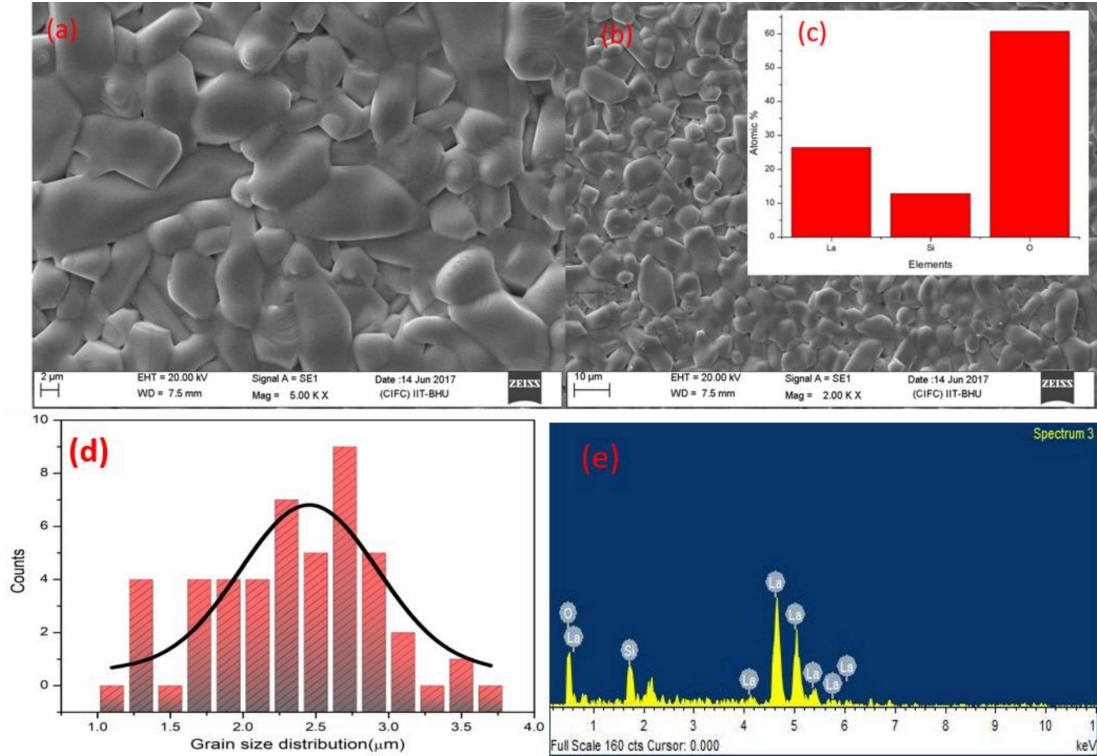 (a)
2 µm
EHT = 20.00 kV
WD = 7.5 mm
Signal A = SE1
Mag = 5.00 K X
Date :14 Jun 2017
(CIFC) IIT-BHU
ZEISS
(b)
10 µm
EHT = 20.00 kV
WD = 7.5 mm
Signal A = SE1
Mag = 2.00 K X
Date :14 Jun 2017
(CIFC) IIT-BHU
ZEISS
(c)
Atomic %
60
50
40
30
20
10
0
La
Si
O
Elements
(d)
Counts
10
8
6
4
2
0
1.0
1.5
2.0
2.5
3.0
3.5
4.0
Grain size distribution(µm)
(e)
Spectrum 3
O
La
Si
La
La
La
La
La
La
1
2
3
4
5
6
7
8
9
10
11
Full Scale 160 cts Cursor: 0.000
keV